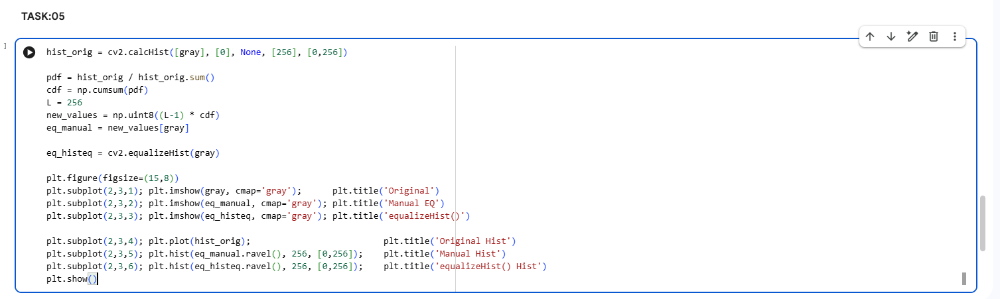 TASK:05
]
hist_orig = cv2.calcHist([gray], [0], None, [256], [0,256])
pdf = hist_orig / hist_orig.sum()
cdf = np.cumsum(pdf)
L = 256
new_values = np.uint8((L-1) * cdf)
eq_manual = new_values[gray]
eq_histeq = cv2.equalizeHist(gray)
plt.figure(figsize=(15,8))
plt.subplot(2,3,1); plt.imshow(gray, cmap='gray');      plt.title('Original')
plt.subplot(2,3,2); plt.imshow(eq_manual, cmap='gray'); plt.title('Manual EQ')
plt.subplot(2,3,3); plt.imshow(eq_histeq, cmap='gray'); plt.title('equalizeHist()')
plt.subplot(2,3,4); plt.plot(hist_orig);                          plt.title('Original Hist')
plt.subplot(2,3,5); plt.hist(eq_manual.ravel(), 256, [0,256]);    plt.title('Manual Hist')
plt.subplot(2,3,6); plt.hist(eq_histeq.ravel(), 256, [0,256]);    plt.title('equalizeHist() Hist')
plt.show()